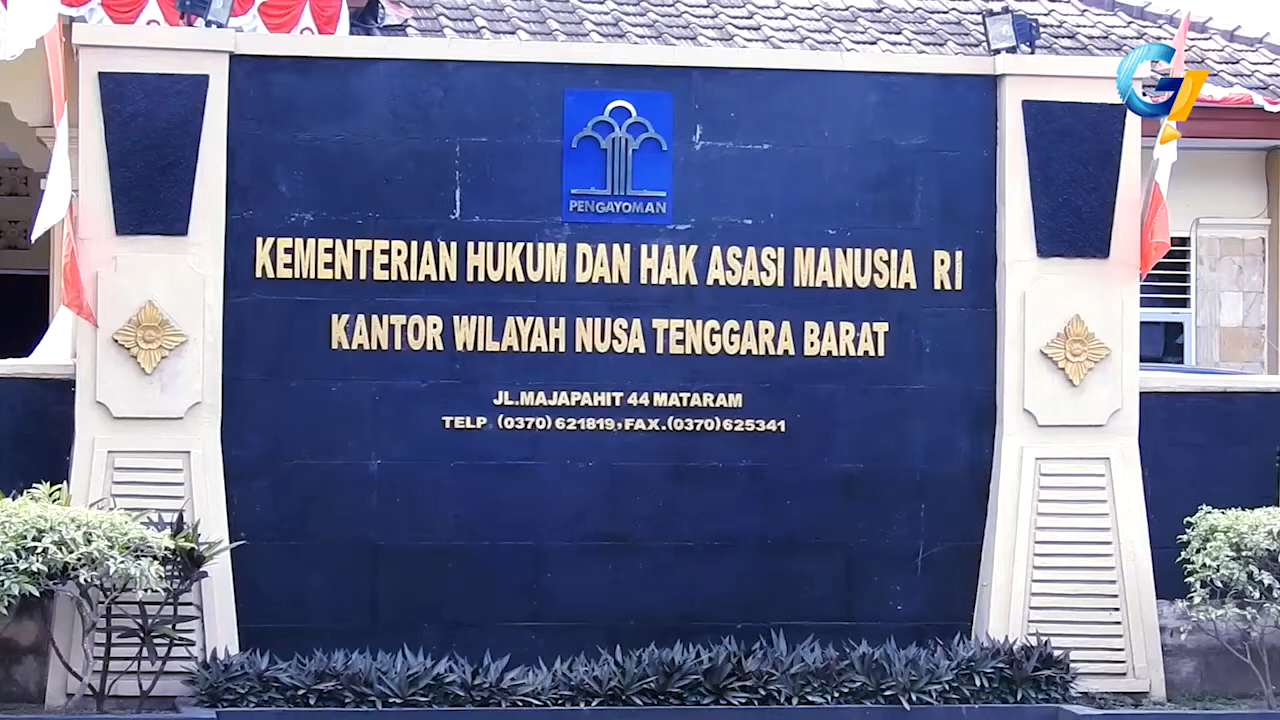 PENGAYOMAN
KEMENTERIAN HUKUM DAN HAK ASASI MANUSIA RI
KANTOR WILAYAH NUSA TENGGARA BARAT
JL.MAJAPAHIT 44 MATARAM
TELP (0370) 621819,FAX.(0370)625341